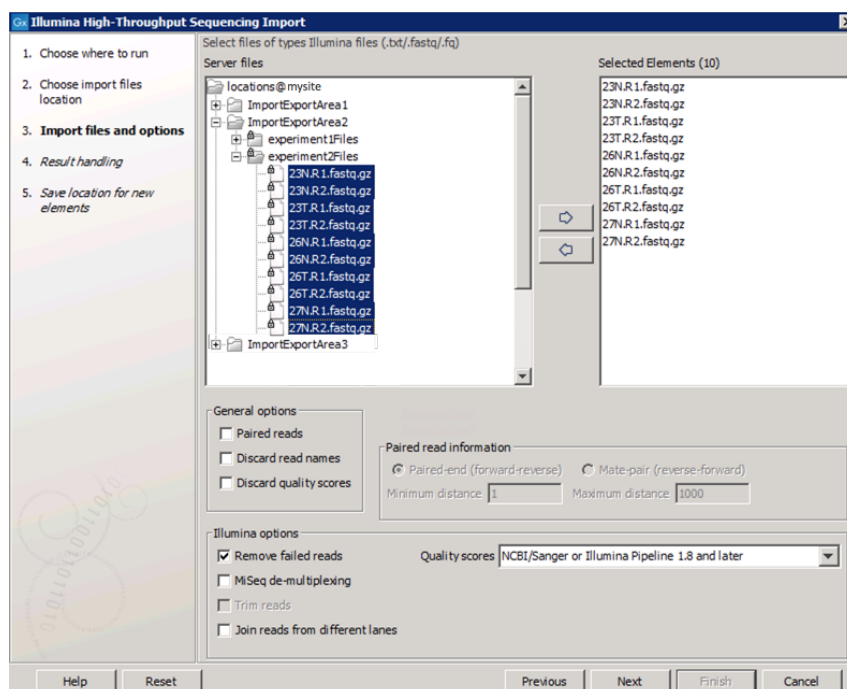 Gx Illumina High-Throughput Sequencing Import
1. Choose where to run
2. Choose import files
location
3. Import files and options
4. Result handling
5. Save location for new
elements
Select files of types Illumina files (.txt/.fastq/.fq)
Server files
locations@mysite
ImportExportArea1
ImportExportArea2
experiment1Files
experiment2Files
23N.R1.fastq.gz
23N.R2.fastq.gz
23T.R1.fastq.gz
23T.R2.fastq.gz
26N.R1.fastq.gz
26N.R2.fastq.gz
26T.R1.fastq.gz
26T.R2.fastq.gz
27N.R1.fastq.gz
27N.R2.fastq.gz
ImportExportArea3
Selected Elements (10)
23N.R1.fastq.gz
23N.R2.fastq.gz
23T.R1.fastq.gz
23T.R2.fastq.gz
26N.R1.fastq.gz
26N.R2.fastq.gz
26T.R1.fastq.gz
26T.R2.fastq.gz
27N.R1.fastq.gz
27N.R2.fastq.gz
General options
Paired reads
Discard read names
Discard quality scores
Paired read information
Paired-end (forward-reverse) Mate-pair (reverse-forward)
Minimum distance 1 Maximum distance 1000
Illumina options
Remove failed reads Quality scores NCBI/Sanger or Illumina Pipeline 1.8 and later
MiSeq de-multiplexing
Trim reads
Join reads from different lanes
Help Reset Previous Next Finish Cancel